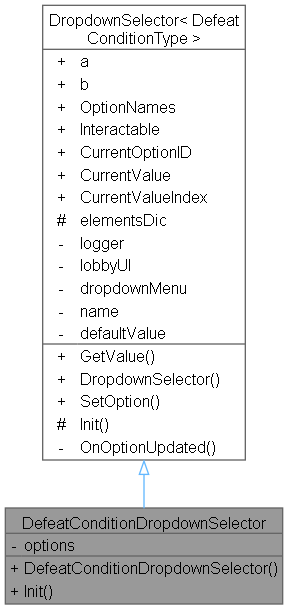 DropdownSelector< Defeat
ConditionType >
+ a
+ b
+ OptionNames
+ Interactable
+ CurrentOptionID
+ CurrentValue
+ CurrentValueIndex
# elementsDic
- logger
- lobbyUI
- dropdownMenu
- name
- defaultValue
+ GetValue()
+ DropdownSelector()
+ SetOption()
# Init()
- OnOptionUpdated()
DefeatConditionDropdownSelector
- options
+ DefeatConditionDropdownSelector()
+ Init()